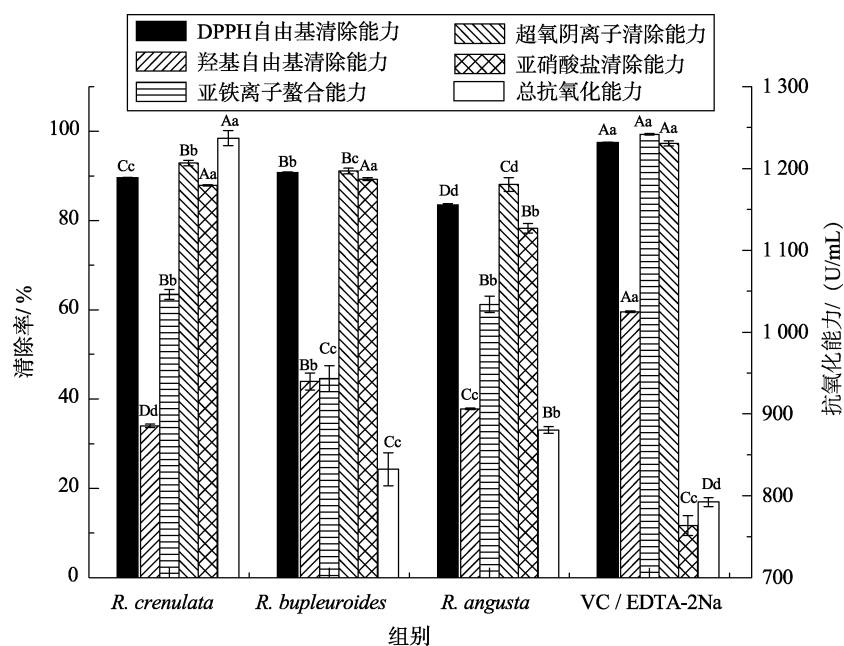 DPPH自由基清除能力
超氧阴离子清除能力
羟基自由基清除能力
亚硝酸盐清除能力
亚铁离子螯合能力
总抗氧化能力
清除率/ %
100
80
60
40
20
0
抗氧化能力/（U/mL）
1 300
1 200
1 100
1 000
900
800
700
Cc
Dd
Bb
Bb
Aa
Aa
Bb
Bb
Cc
Bc
Aa
Cc
Dd
Cc
Bb
Cd
Bb
Bb
Aa
Aa
Aa
Aa
Cc
Dd
R. crenulata
R. bupleuroides
R. angusta
VC / EDTA-2Na
组别